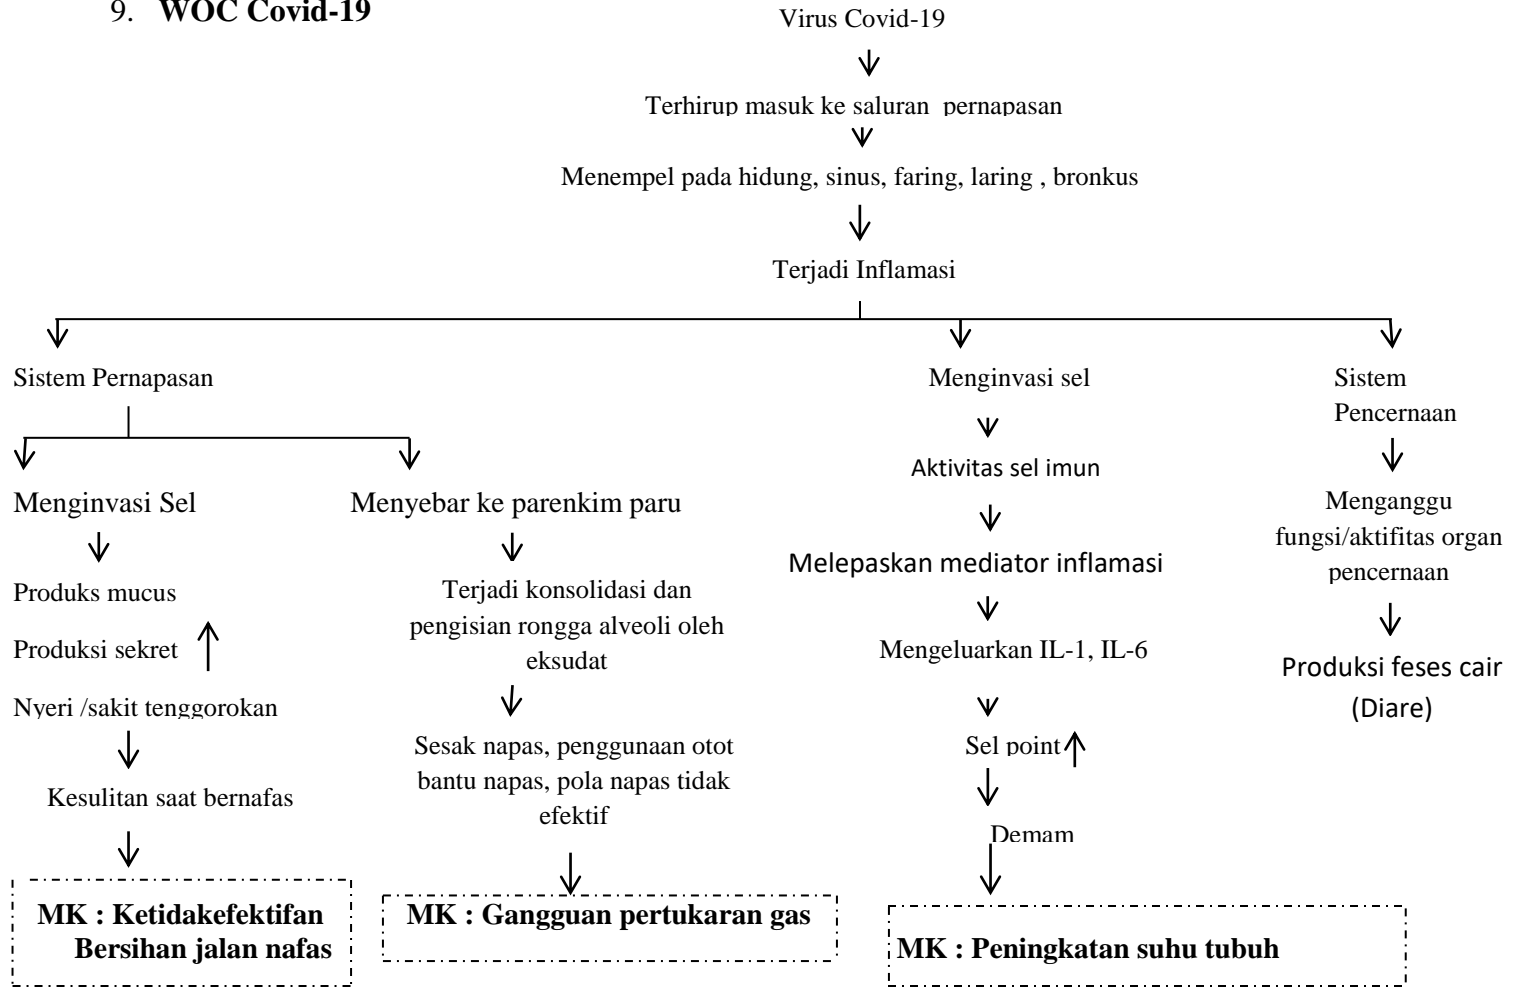 9. WOC Covid-19
Virus Covid-19
Terhirup masuk ke saluran pernapasan
Menempel pada hidung, sinus, faring, laring , bronkus
Terjadi Inflamasi
Sistem Pernapasan
Menginvasi Sel
Produks mucus
Produksi sekret
Nyeri /sakit tenggorokan
Kesulitan saat bernafas
MK : Ketidakefektifan
Bersihan jalan nafas
Menyebar ke parenkim paru
Terjadi konsolidasi dan
pengisian rongga alveoli oleh
eksudat
Sesak napas, penggunaan otot
bantu napas, pola napas tidak
efektif
MK : Gangguan pertukaran gas
Menginvasi sel
Aktivitas sel imun
Melepaskan mediator inflamasi
Mengeluarkan IL-1, IL-6
Sel point
Demam
MK : Peningkatan suhu tubuh
Sistem
Pencernaan
Menganggu
fungsi/aktifitas organ
pencernaan
Produksi feses cair
(Diare)